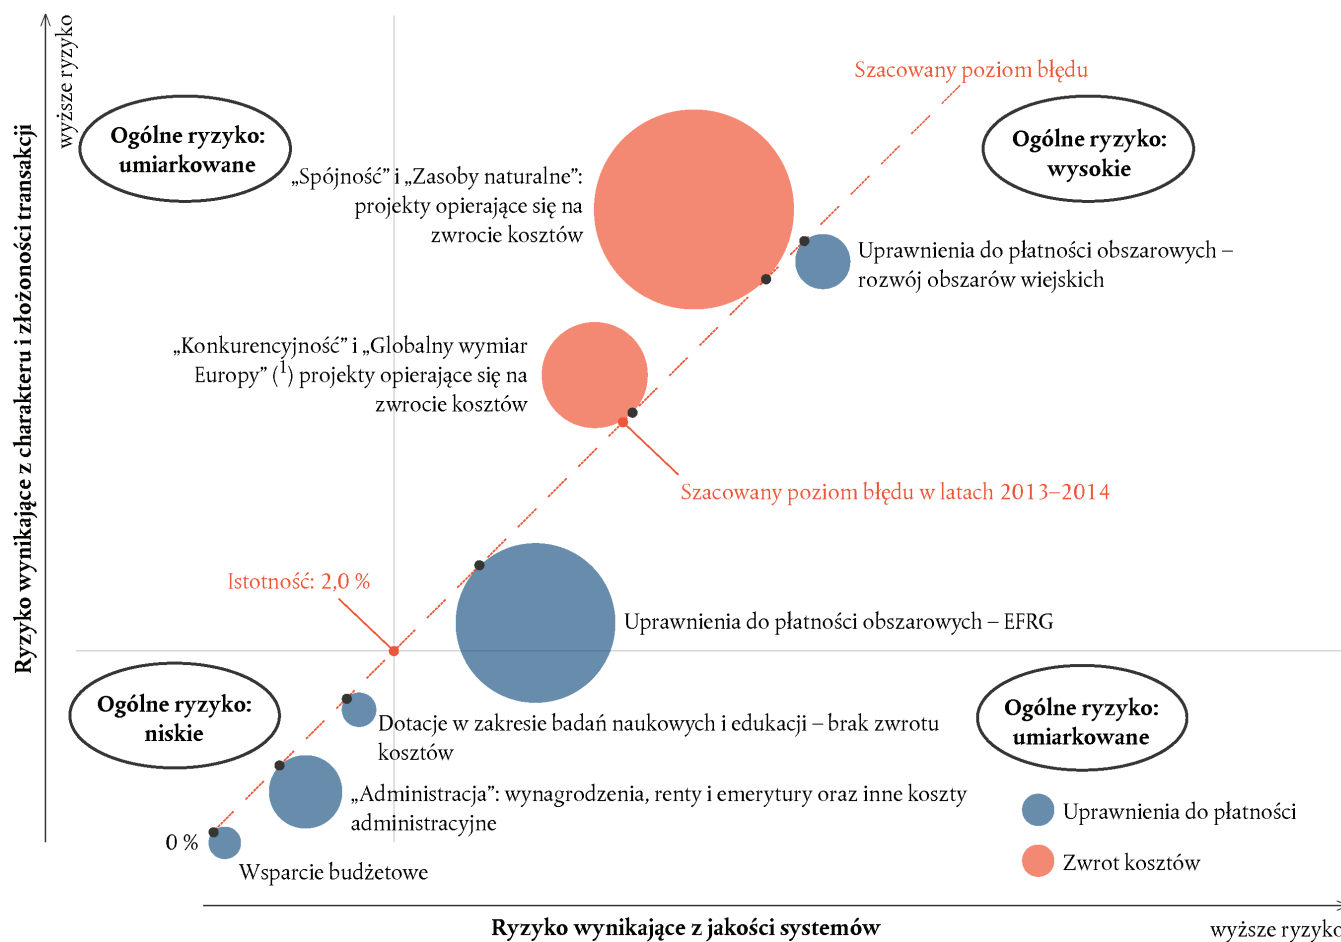 wyższe ryzyko
Ryzyko wynikające z charakteru i złożoności transakcji
Szacowany poziom błędu
Ogólne ryzyko:
umiarkowane
Ogólne ryzyko:
wysokie
„Spójność” i „Zasoby naturalne”:
projekty opierające się na
zwrocie kosztów
Uprawnienia do płatności obszarowych –
rozwój obszarów wiejskich
„Konkurencyjność” i „Globalny wymiar
Europy” (1) projekty opierające się na
zwrocie kosztów
Szacowany poziom błędu w latach 2013–2014
Istotność: 2,0 %
Uprawnienia do płatności obszarowych – EFRG
Ogólne ryzyko:
niskie
Ogólne ryzyko:
umiarkowane
Dotacje w zakresie badań naukowych i edukacji – brak zwrotu
kosztów
„Administracja”: wynagrodzenia, renty i emerytury oraz inne koszty
administracyjne
Uprawnienia do płatności
0 %
Zwrot kosztów
Wsparcie budżetowe
Ryzyko wynikające z jakości systemów
wyższe ryzyko